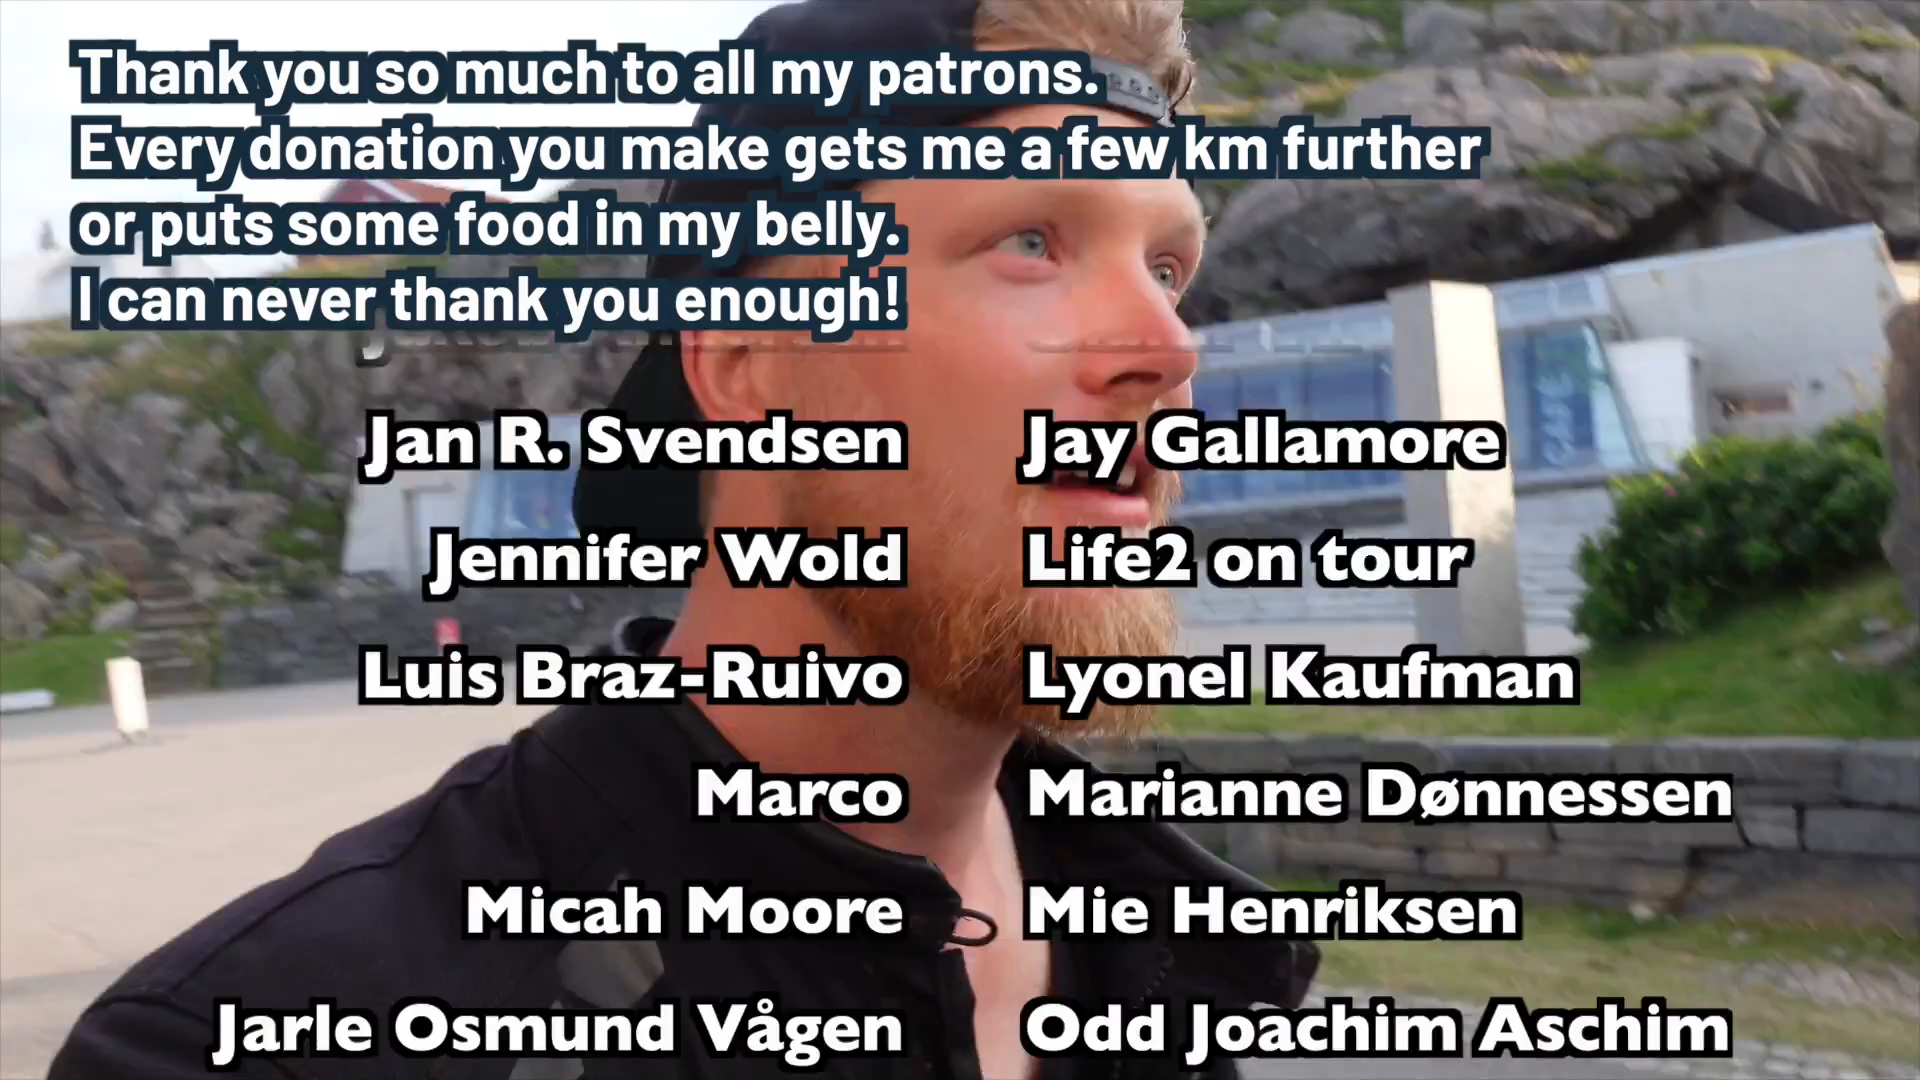 Thank you so much to all my patrons.
Every donation you make gets me a few km further
or puts some food in my belly.
I can never thank you enough!
Jan R. Svendsen Jay Gallamore
Jennifer Wold Life2 on tour
Luis Braz-Ruivo Lyonel Kaufman
Marco Marianne Dønnessen
Micah Moore Mie Henriksen
Jarle Osmund Vågen Odd Joachim Aschim